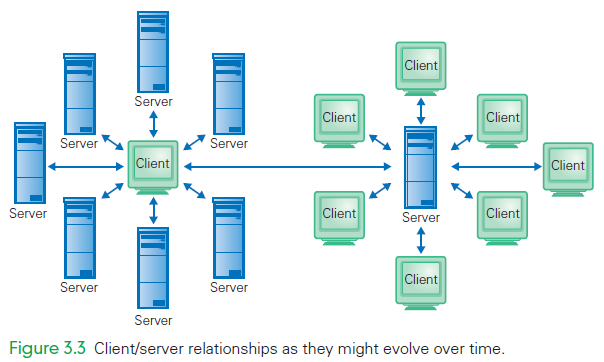 Client
Server
Client
Client
Server
Server
Client
Client
Server
Client
Client
Server
Server
Client
Server
Server
Server
Figure 3.3 Client/server relationships as they might evolve over time.